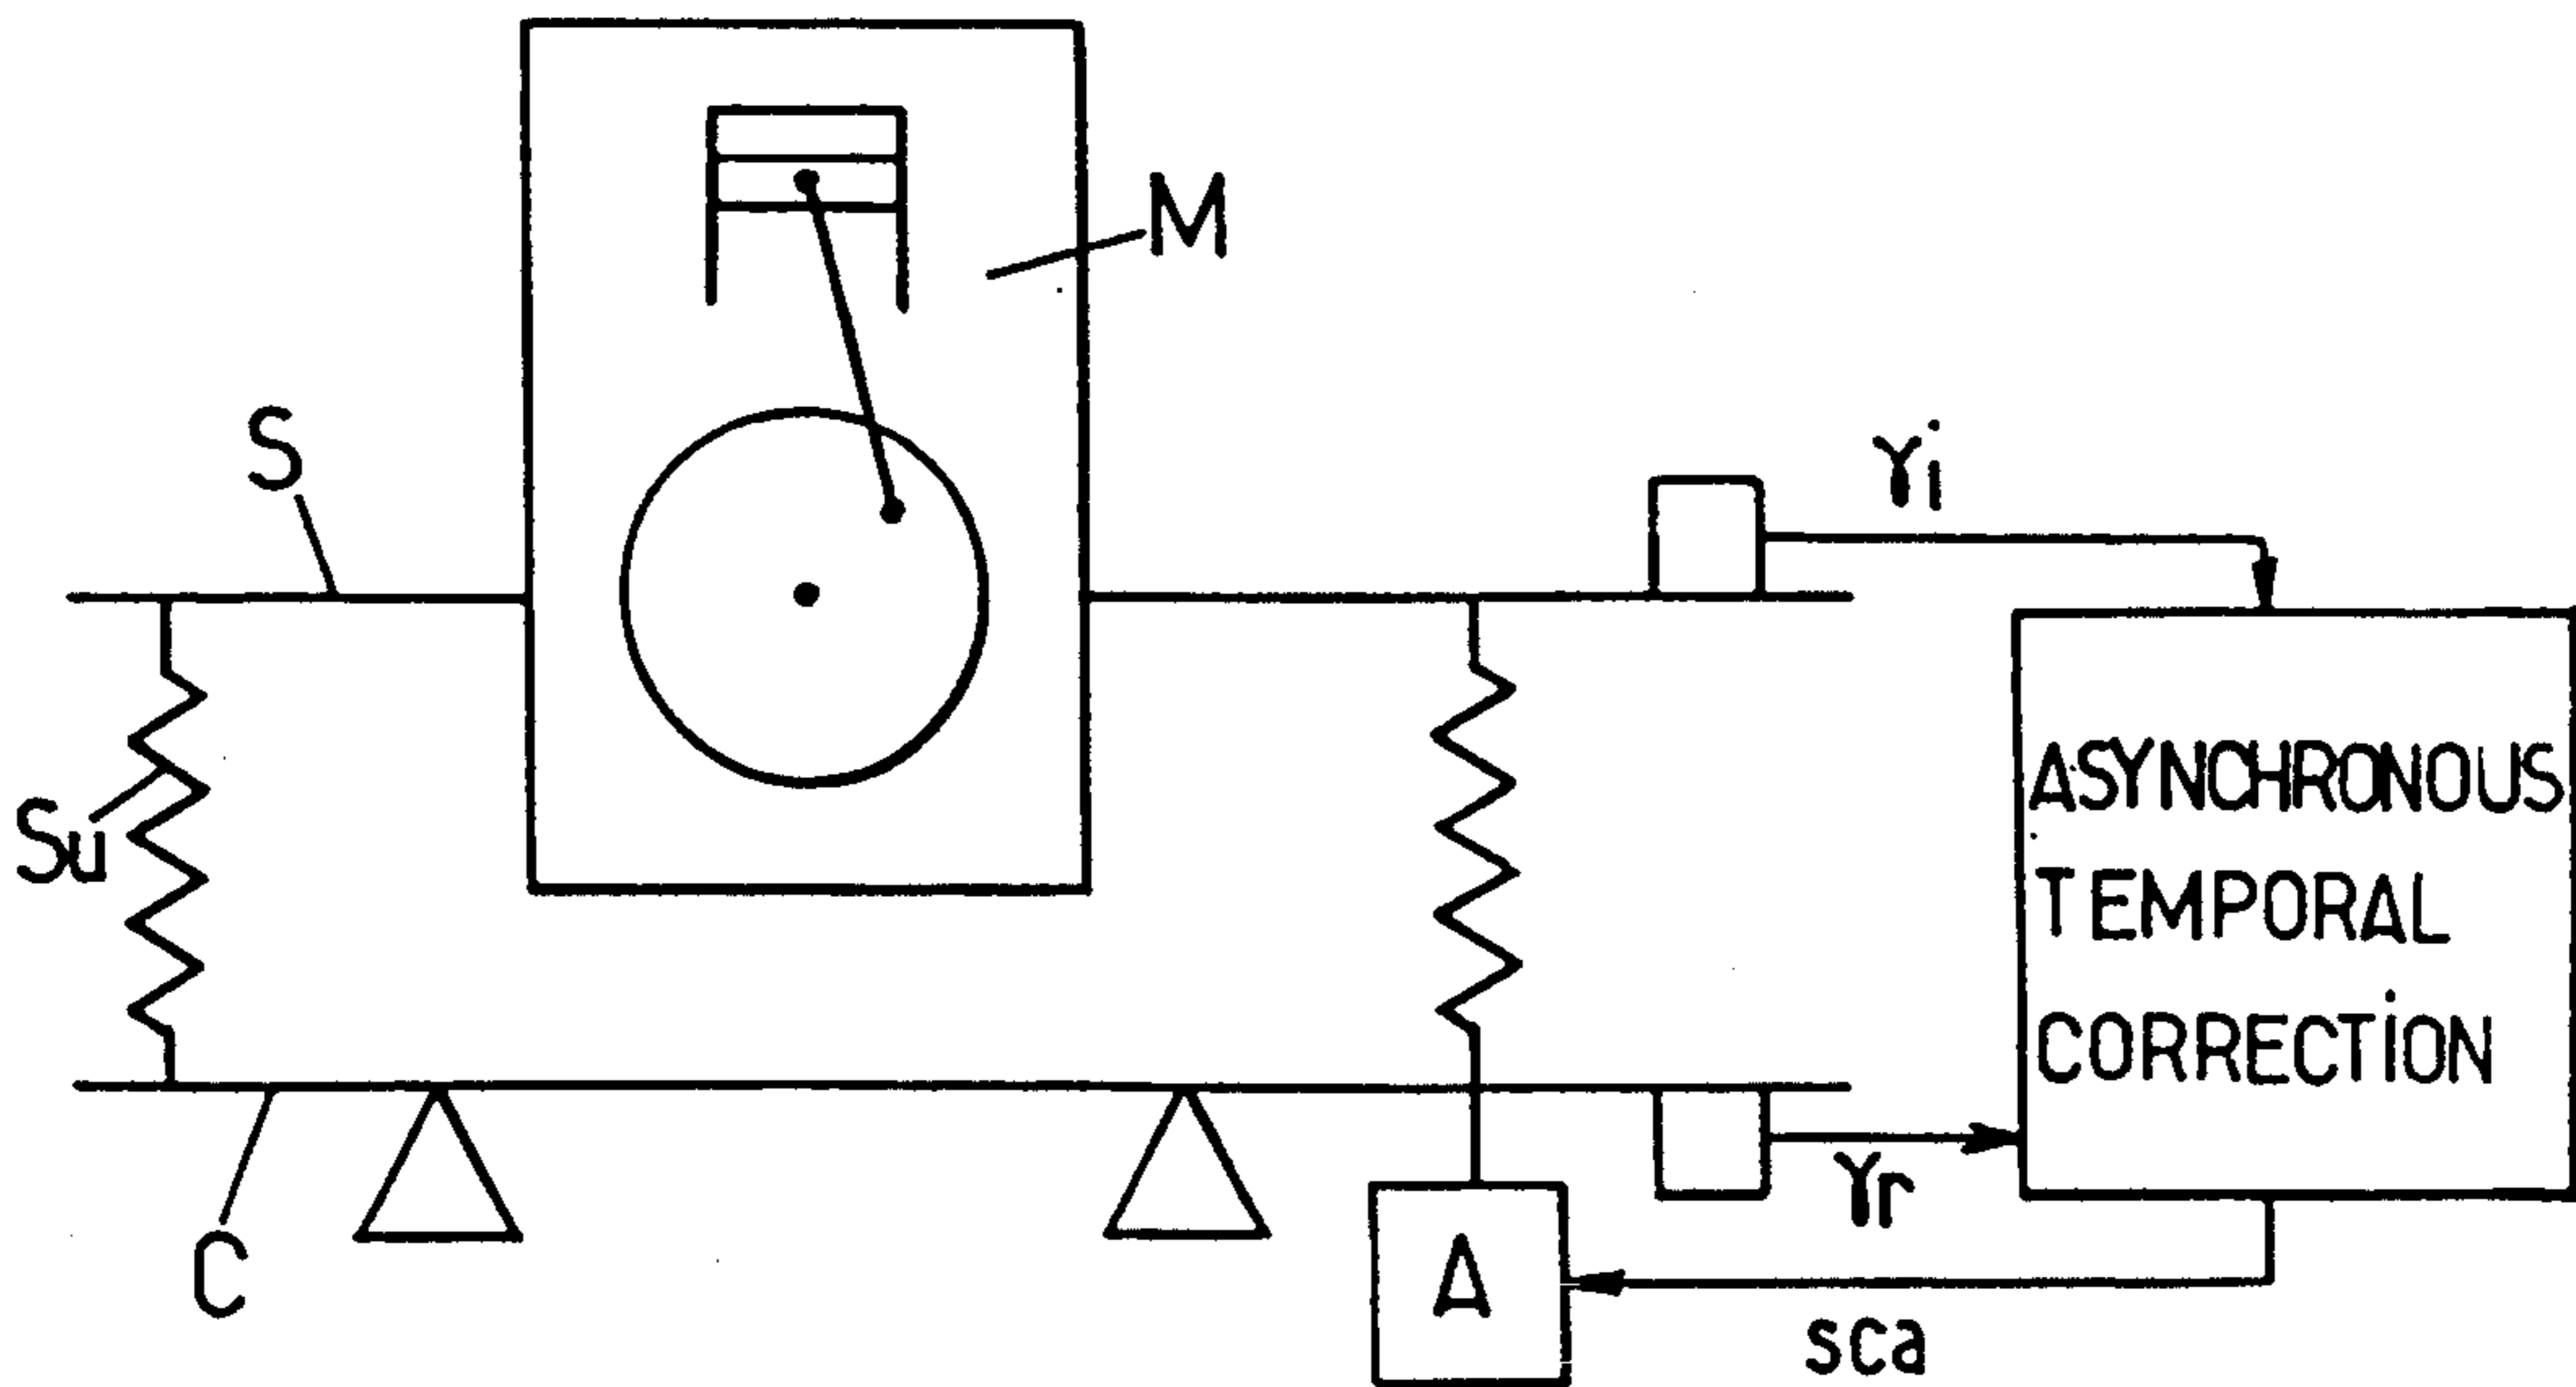 M
S
γi
Su
ASYNCHRONOUS
TEMPORAL
CORRECTION
γr
C
A
sca